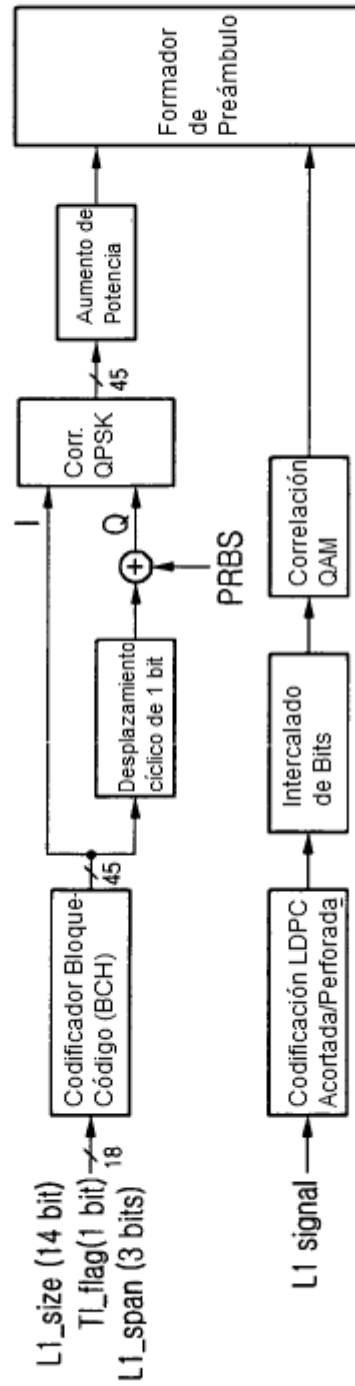 L1_size (14 bit)
TI_flag(1 bit)
L1_span (3 bits)
18
Codificador Bloque-
Código (BCH)
45
Desplazamiento
cíclico de 1 bit
PRBS
I
Q
Corr.
QPSK
45
Aumento de
Potencia
Formador
de
Preámbulo
L1 signal
Codificación LDPC
Acortada/Perforada
Intercalado
de Bits
Correlación
QAM